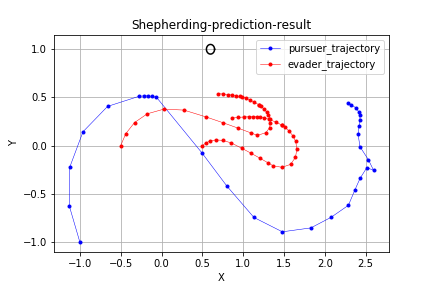 Shepherding-prediction-result
pursuer_trajectory
evader_trajectory
Y
1.0
0.5
0.0
−0.5
−1.0
−1.0 −0.5 0.0 0.5 1.0 1.5 2.0 2.5
X